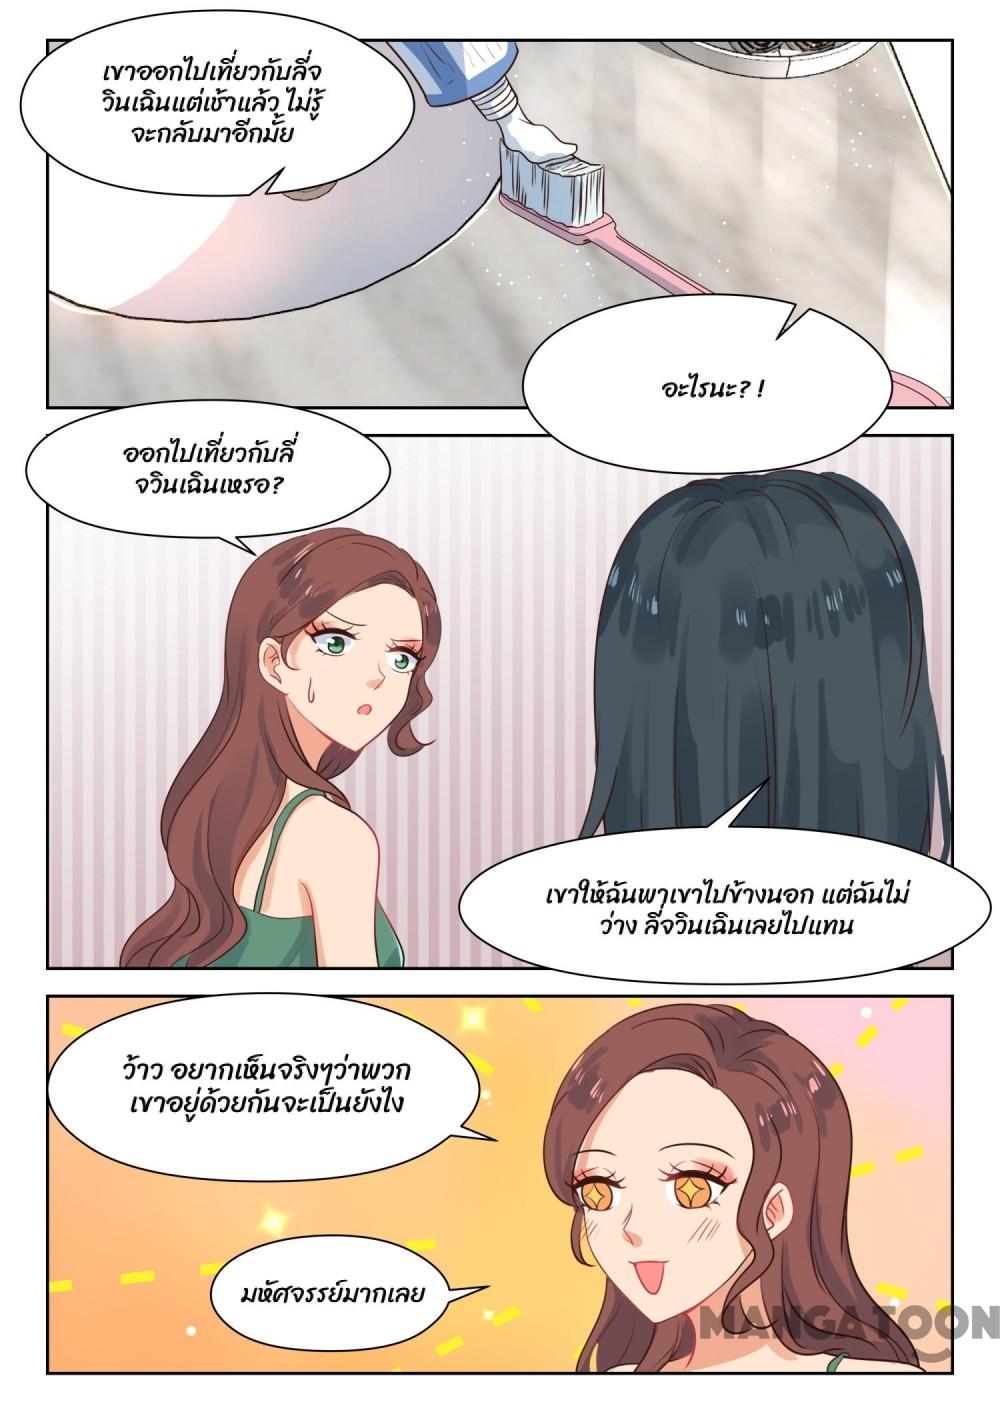 เขาออกไปเที่ยวกับลี่จ
วินเฉินแต่เช้าแล้ว ไม่รู้
จะกลับมาอีกมั้ย
อะไรนะ?!
ออกไปเที่ยวกับลี่
จวินเฉินเหรอ?
เขาให้ฉันพาเขาไปข้างนอก แต่ฉันไม่
ว่าง ลี่จวินเฉินเลยไปแทน
ว้าว อยากเห็นจริงๆว่าพวก
เขาอยู่ด้วยกันจะเป็นยังไง
มหัศจรรย์มากเลย
MANGATOON